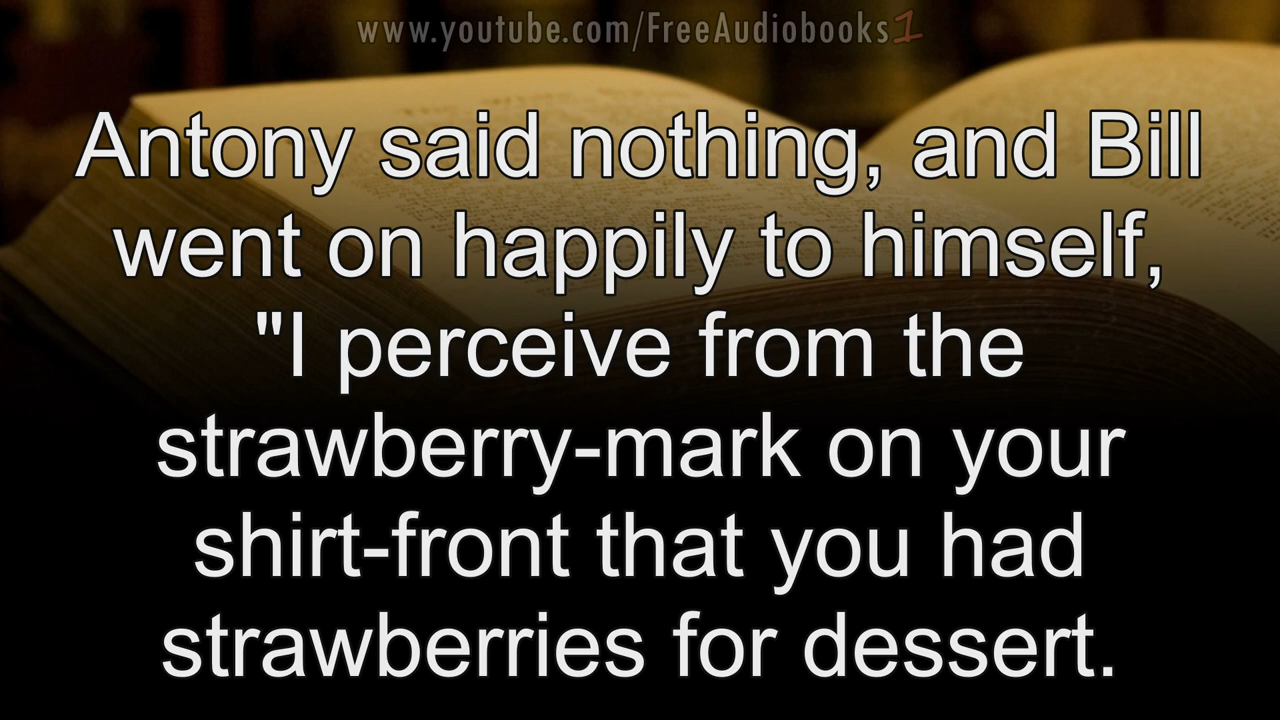 www.youtube.com/FreeAudiobooks1
Antony said nothing, and Bill
went on happily to himself,
"I perceive from the
strawberry-mark on your
shirt-front that you had
strawberries for dessert.